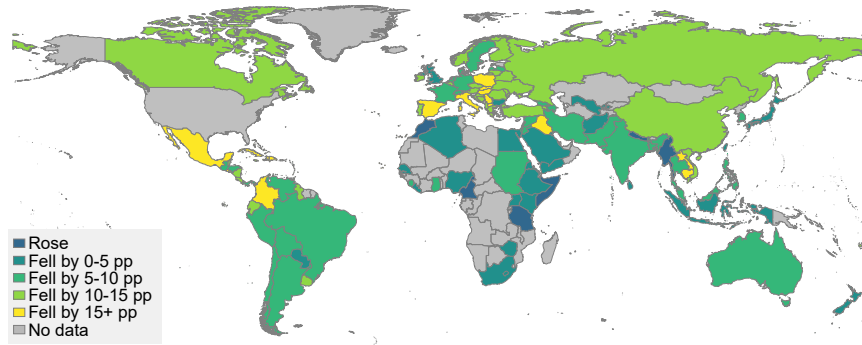 Rose
Fell by 0-5 pp
Fell by 5-10 pp
Fell by 10-15 pp
Fell by 15+ pp
No data